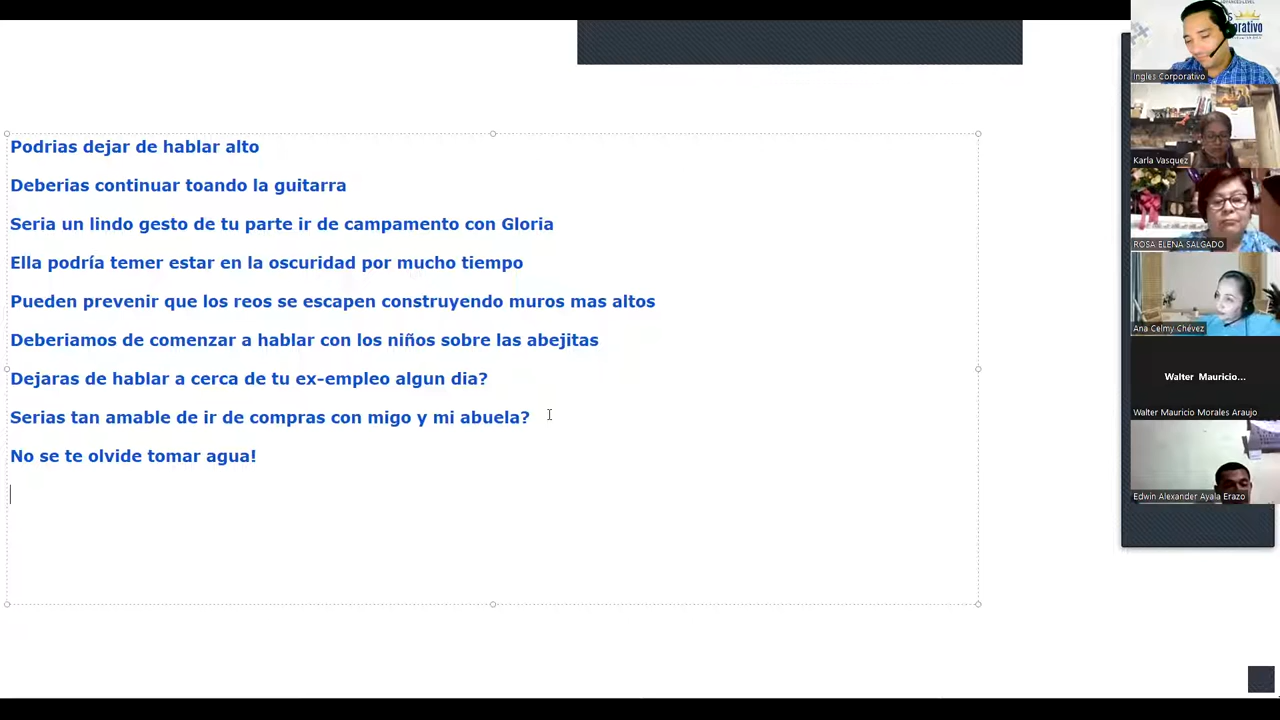 ADVANCED LEVEL
Ingles Corporativo
Podrias dejar de hablar alto
Deberias continuar toando la guitarra
Seria un lindo gesto de tu parte ir de campamento con Gloria
Ella podría temer estar en la oscuridad por mucho tiempo
Pueden prevenir que los reos se escapen construyendo muros mas altos
Deberiamos de comenzar a hablar con los niños sobre las abejitas
Dejaras de hablar a cerca de tu ex-empleo algun dia?
Serias tan amable de ir de compras con migo y mi abuela?
No se te olvide tomar agua!
Karla Vasquez
ROSA ELENA SALGADO
Ana Celmy Chévez
Walter Mauricio...
Walter Mauricio Morales Araujo
Edwin Alexander Ayala Erazo